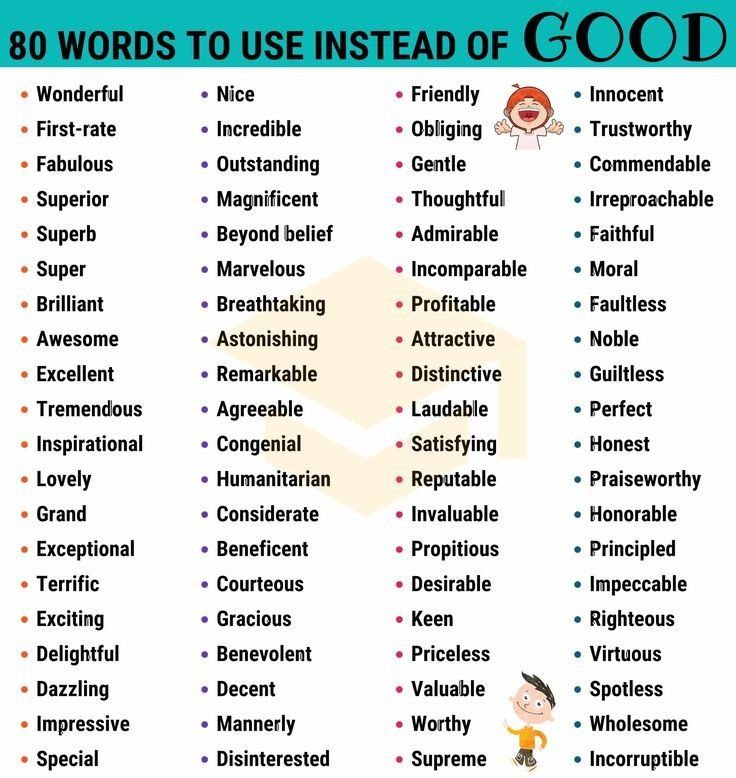 80 WORDS TO USE INSTEAD OF GOOD
• Wonderful
• First-rate
• Fabulous
• Superior
• Superb
• Super
• Brilliant
• Awesome
• Excellent
• Tremendous
• Inspirational
• Lovely
• Grand
• Exceptional
• Terrific
• Exciting
• Delightful
• Dazzling
• Impressive
• Special
• Nice
• Incredible
• Outstanding
• Magnificent
• Beyond belief
• Marvelous
• Breathtaking
• Astonishing
• Remarkable
• Agreeable
• Congenial
• Humanitarian
• Considerate
• Beneficent
• Courteous
• Gracious
• Benevolent
• Decent
• Mannerly
• Disinterested
• Friendly
• Obliging
• Gentle
• Thoughtful
• Admirable
• Incomparable
• Profitable
• Attractive
• Distinctive
• Laudable
• Satisfying
• Reputable
• Invaluable
• Propitious
• Desirable
• Keen
• Priceless
• Valuable
• Worthy
• Supreme
• Innocent
• Trustworthy
• Commendable
• Irreproachable
• Faithful
• Moral
• Faultless
• Noble
• Guiltless
• Perfect
• Honest
• Praiseworthy
• Honorable
• Principled
• Impeccable
• Righteous
• Virtuous
• Spotless
• Wholesome
• Incorruptible